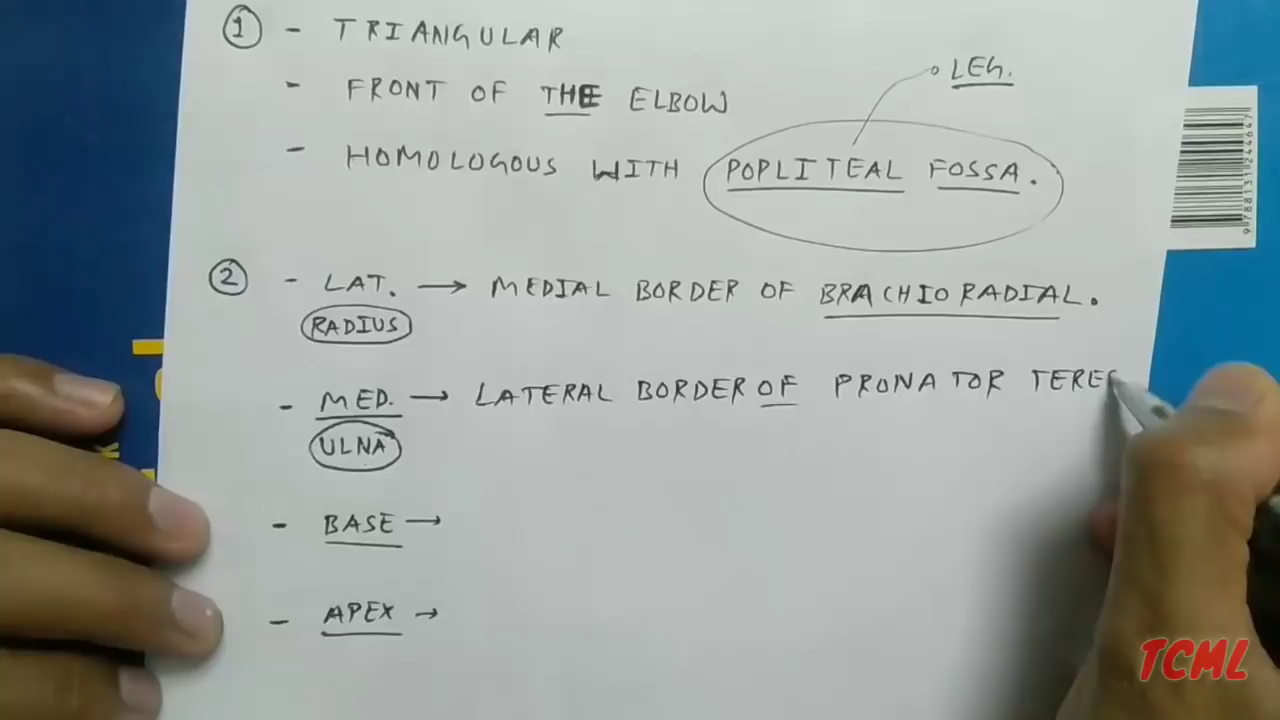 ① - TRIANGULAR
- FRONT OF THE ELBOW
LEG.
- HOMOLOGOUS WITH POPLITEAL FOSSA.
② - LAT. → MEDIAL BORDER OF BRACHIORADIAL.
RADIUS
- MED. → LATERAL BORDER OF PRONATOR TERES
ULNA
- BASE →
- APEX →
9788131244647
TCML